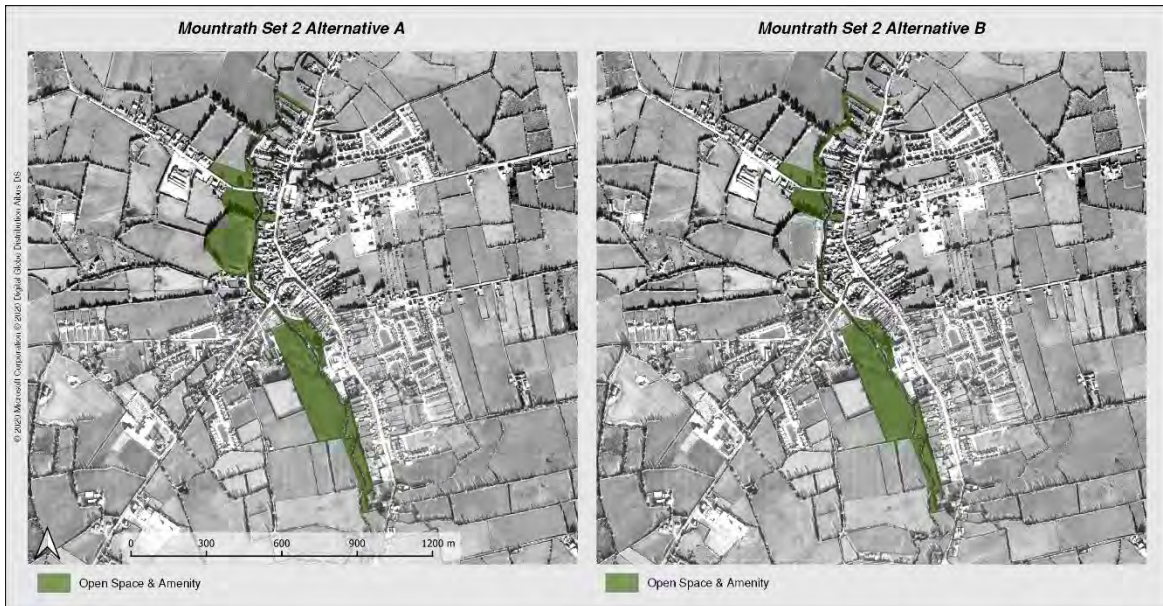 Mountrath Set 2 Alternative A
Mountrath Set 2 Alternative B
© 2020 Microsoft Corporation © 2020 Digital Globe Distribution Airbus DS
0 300 600 900 1200 m
Open Space & Amenity
Open Space & Amenity